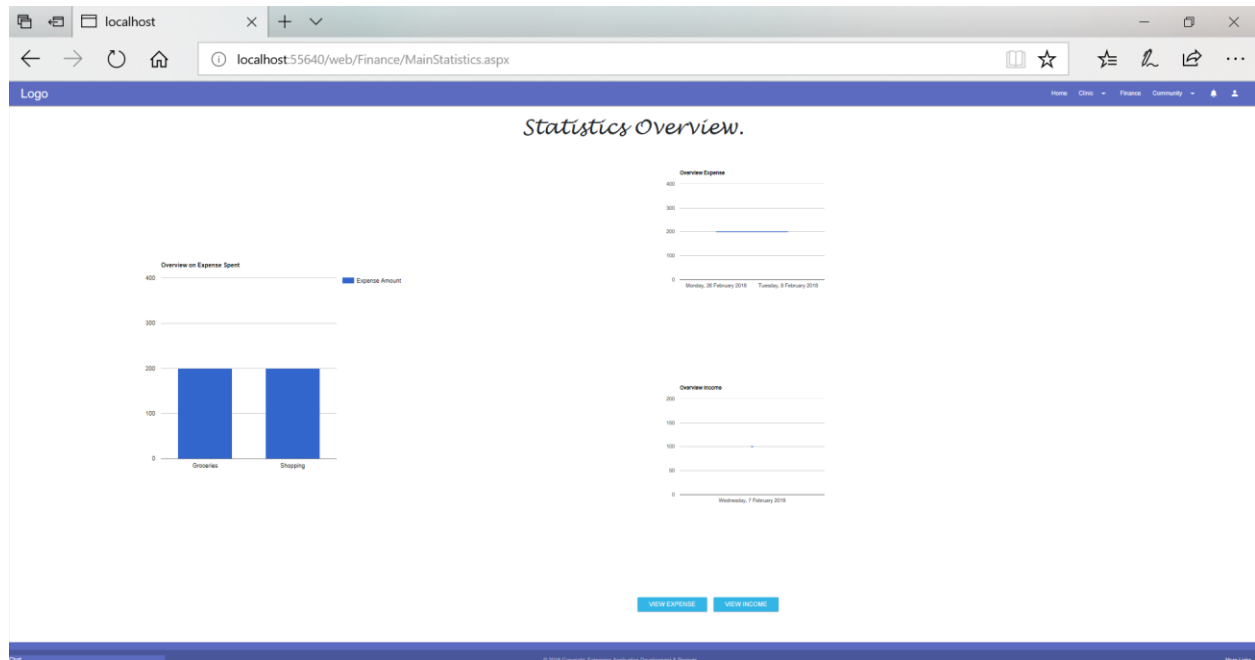 localhost
localhost:55640/web/Finance/MainStatistics.aspx
Logo
Home Clinic Finance Community
Statistics Overview.
Overview on Expense Spent
400
300
200
100
0
Groceries Shopping
Expense Amount
Overview Expense
400
300
200
100
0
Monday, 26 February 2018 Tuesday, 6 February 2018
Overview Income
200
150
100
50
0
Wednesday, 7 February 2018
VIEW EXPENSE VIEW INCOME